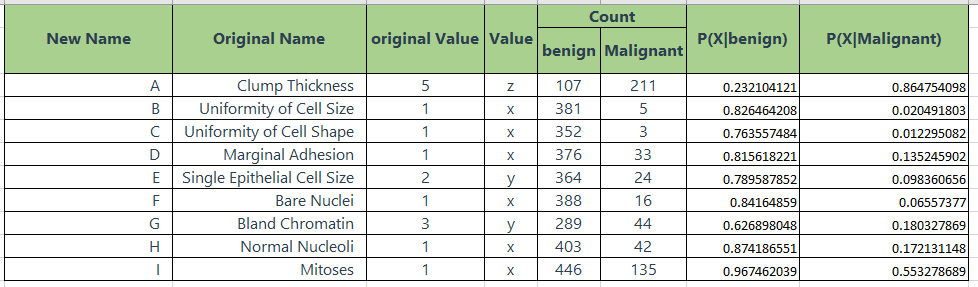 New Name Original Name original Value Value Count P(X|benign) P(X|Malignant)
benign Malignant
A Clump Thickness 5 z 107 211 0.232104121 0.864754098
B Uniformity of Cell Size 1 x 381 5 0.826464208 0.020491803
C Uniformity of Cell Shape 1 x 352 3 0.763557484 0.012295082
D Marginal Adhesion 1 x 376 33 0.815618221 0.135245902
E Single Epithelial Cell Size 2 y 364 24 0.789587852 0.098360656
F Bare Nuclei 1 x 388 16 0.84164859 0.06557377
G Bland Chromatin 3 y 289 44 0.626898048 0.180327869
H Normal Nucleoli 1 x 403 42 0.874186551 0.172131148
I Mitoses 1 x 446 135 0.967462039 0.553278689